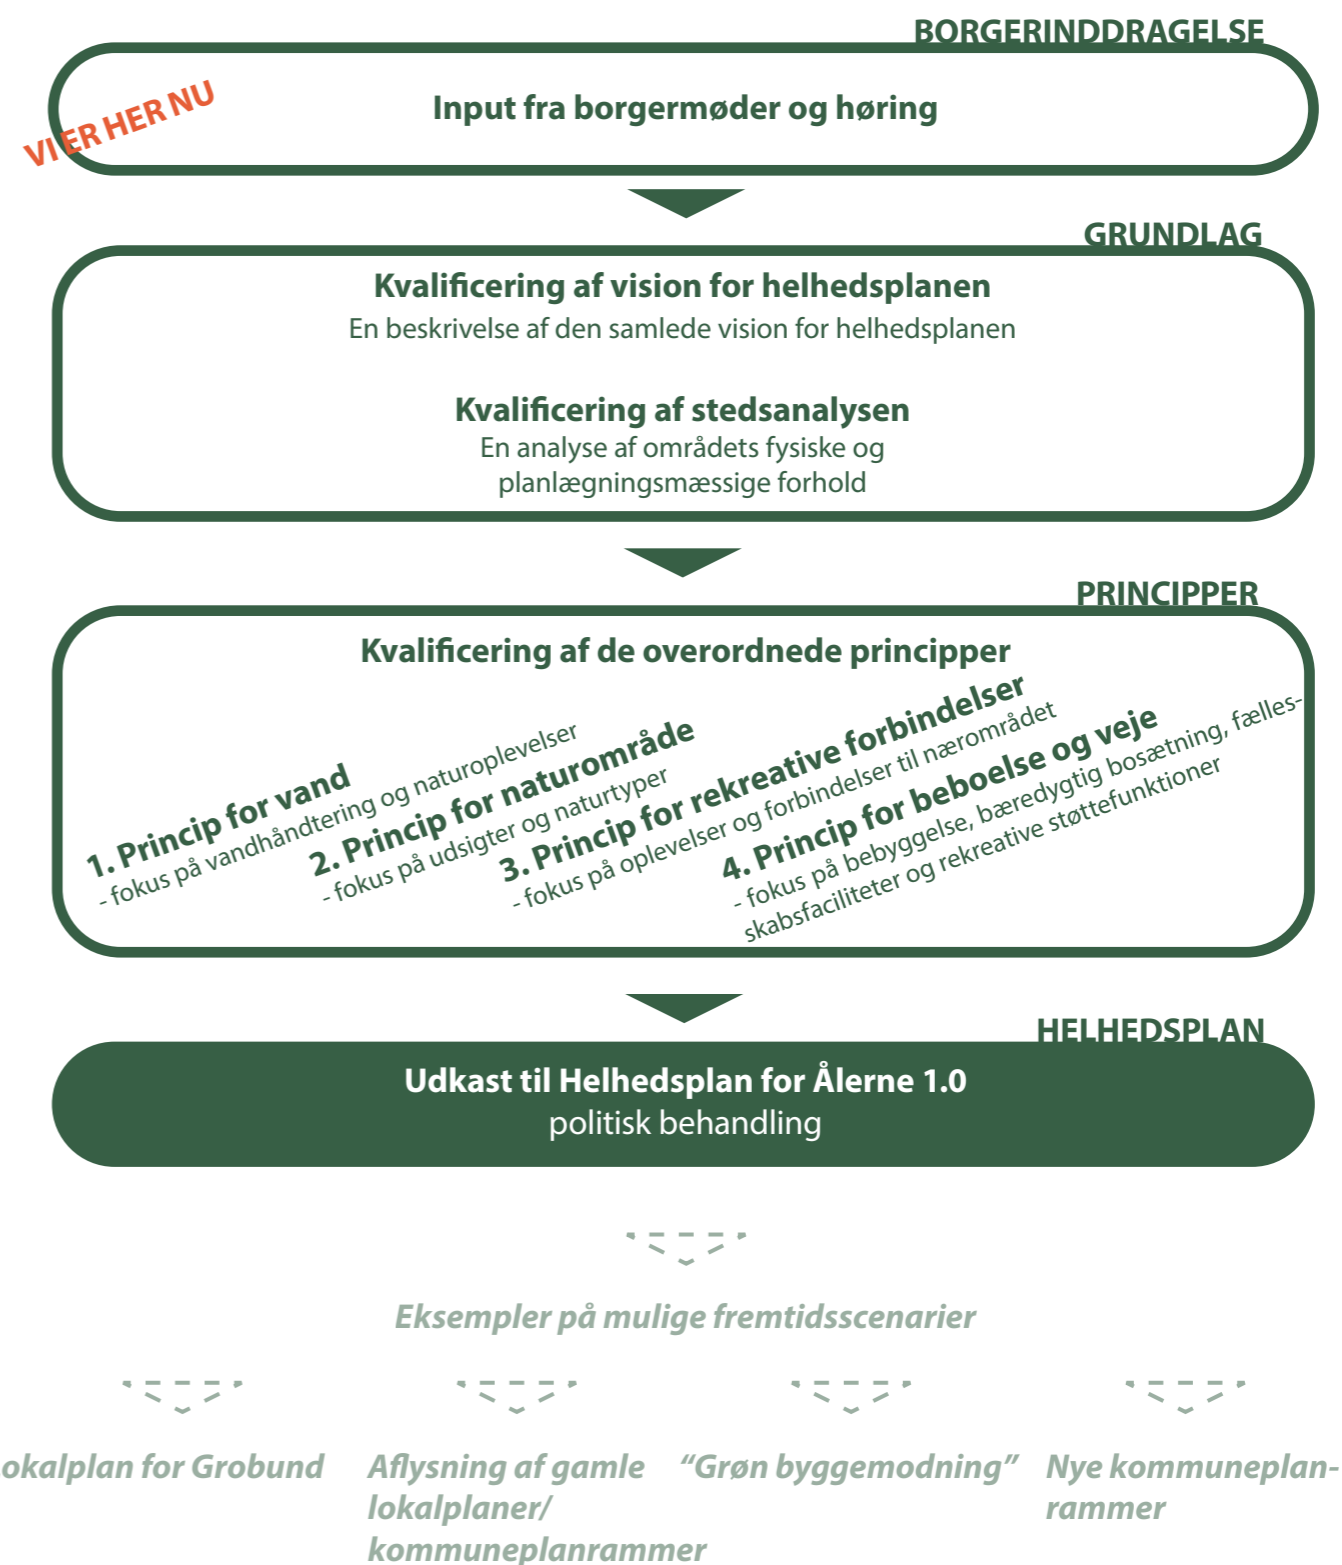 BORGERINDDRAGELSE
VI ER HER NU
Input fra borgermøder og høring
GRUNDLAG
Kvalificering af vision for helhedsplanen
En beskrivelse af den samlede vision for helhedsplanen
Kvalificering af stedsanalysen
En analyse af områdets fysiske og
planlægningsmæssige forhold
PRINCIPPER
Kvalificering af de overordnede principper
1. Princip for vand
- fokus på vandhåndtering og naturoplevelser
2. Princip for naturområde
- fokus på udsigter og naturtyper
3. Princip for rekreative forbindelser
- fokus på oplevelser og forbindelser til nærområdet
4. Princip for beboelse og veje
- fokus på bebyggelse, bæredygtig bosætning, fælles-
skabsfaciliteter og rekreative støttefunktioner
HELHEDSPLAN
Udkast til Helhedsplan for Ålerne 1.0
politisk behandling
Eksempler på mulige fremtidsscenarier
okalplan for Grobund
Aflysning af gamle
lokalplaner/
kommuneplanrammer
“Grøn byggemodning”
Nye kommuneplan-
rammer